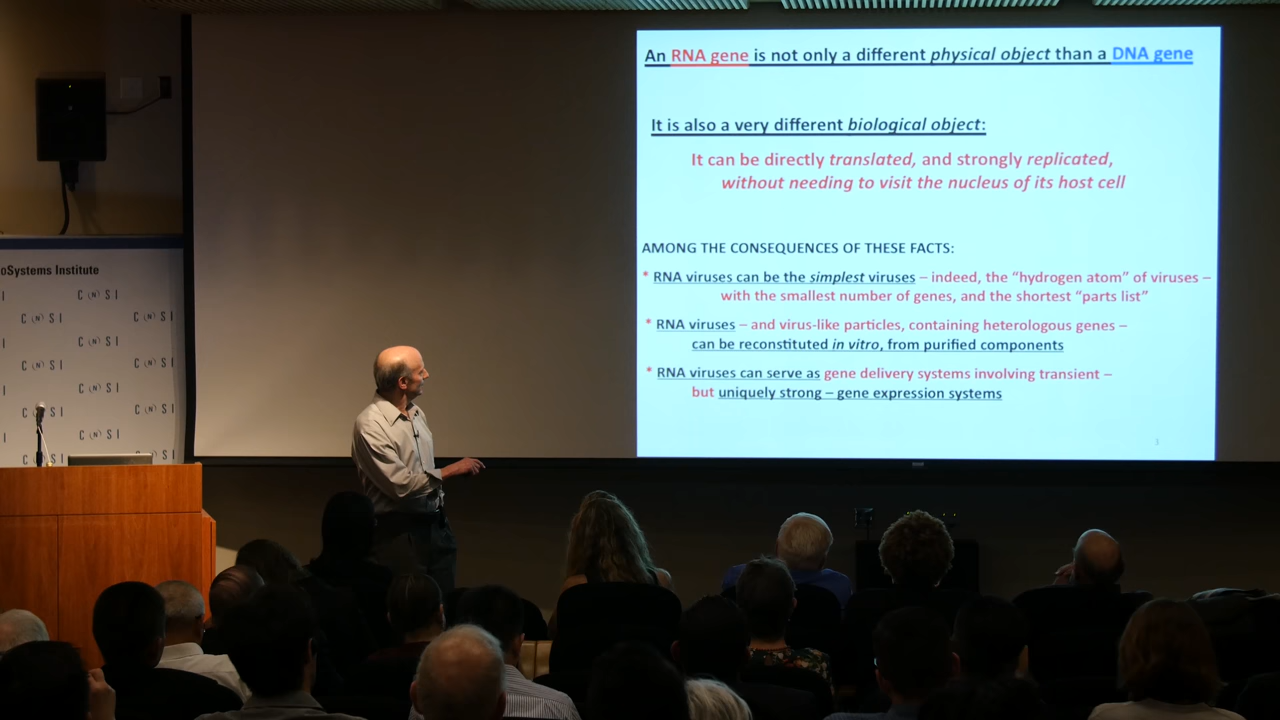 An RNA gene is not only a different physical object than a DNA gene
It is also a very different biological object:
It can be directly translated, and strongly replicated,
without needing to visit the nucleus of its host cell
AMONG THE CONSEQUENCES OF THESE FACTS:
* RNA viruses can be the simplest viruses – indeed, the “hydrogen atom” of viruses –
with the smallest number of genes, and the shortest “parts list”
* RNA viruses – and virus-like particles, containing heterologous genes –
can be reconstituted in vitro, from purified components
* RNA viruses can serve as gene delivery systems involving transient –
but uniquely strong – gene expression systems
3
oSystems Institute
C N S I
C N S I C N S I
C N S I
C N S I C N S I
C N S I
C N S I C N S I
C N S I
C N S I